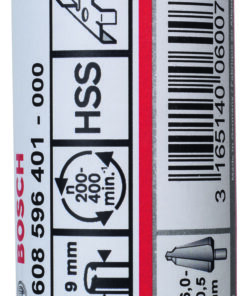 BOSCH
608 596 401 - 000
HSS
n
200-
400
min.⁻¹
9 mm
3 165140 06007